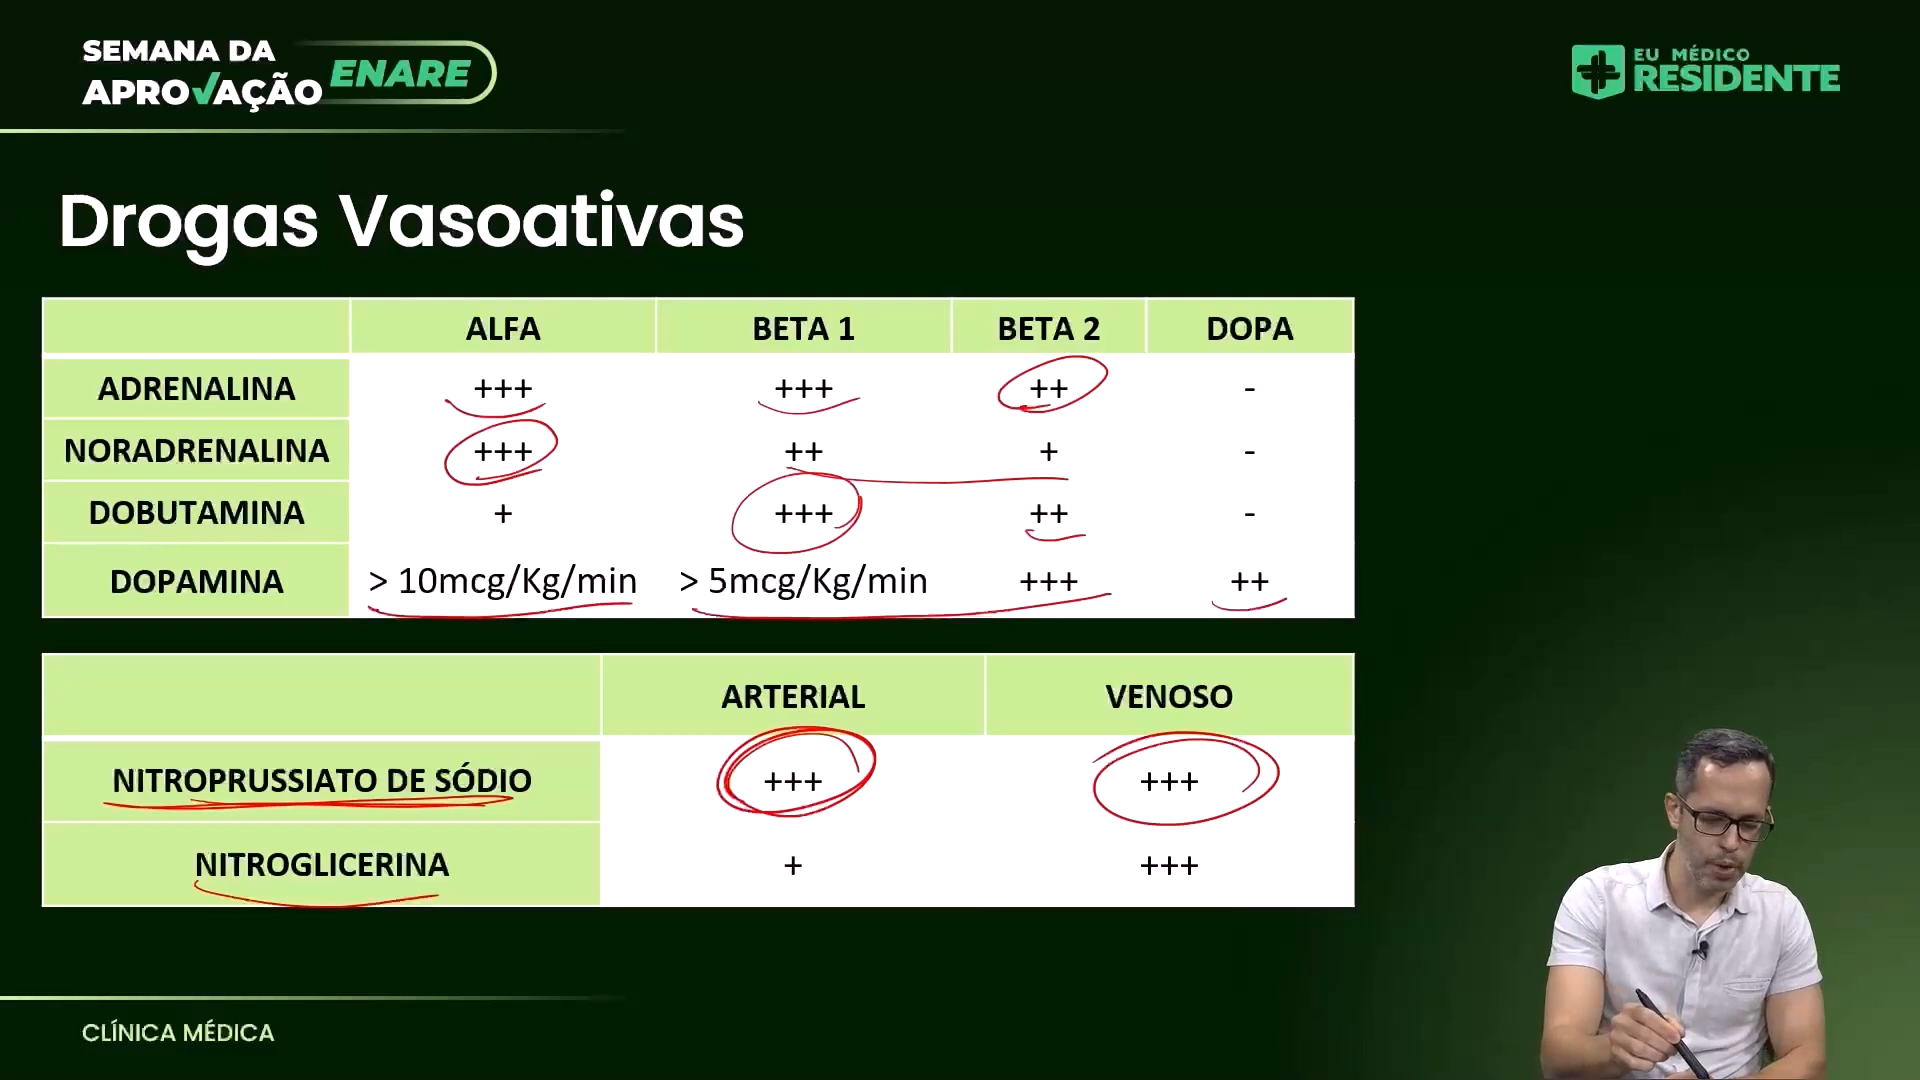 SEMANA DA
APROVAÇÃO ENARE
EU MÉDICO
RESIDENTE
Drogas Vasoativas
ALFA BETA 1 BETA 2 DOPA
ADRENALINA +++ +++ ++ -
NORADRENALINA +++ ++ + -
DOBUTAMINA + +++ ++ -
DOPAMINA > 10mcg/Kg/min > 5mcg/Kg/min +++ ++
ARTERIAL VENOSO
NITROPRUSSIATO DE SÓDIO +++ +++
NITROGLICERINA + +++
CLÍNICA MÉDICA